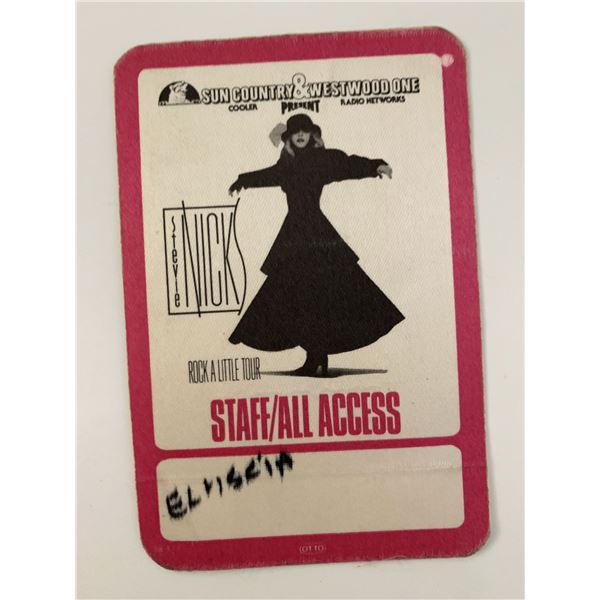 SUN COUNTRY & WESTWOOD ONE
COOLER PRESENT RADIO NETWORKS
stevie NICKS
ROCK A LITTLE TOUR
STAFF/ALL ACCESS
(OTTO)